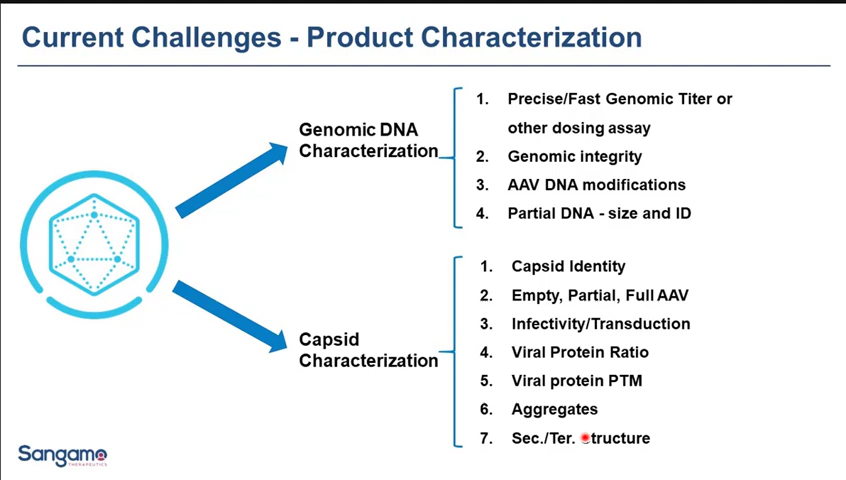 Current Challenges - Product Characterization
Genomic DNA
Characterization
1. Precise/Fast Genomic Titer or
other dosing assay
2. Genomic integrity
3. AAV DNA modifications
4. Partial DNA - size and ID
Capsid
Characterization
1. Capsid Identity
2. Empty, Partial, Full AAV
3. Infectivity/Transduction
4. Viral Protein Ratio
5. Viral protein PTM
6. Aggregates
7. Sec./Ter. structure
Sangamo
THERAPEUTICS